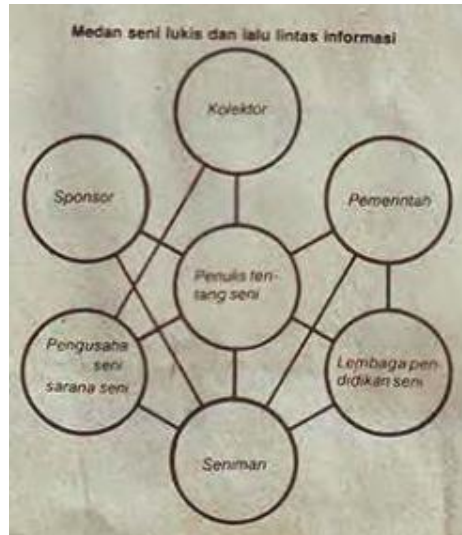 Medan seni lukis dan lalu lintas informasi
Kolektor
Sponsor
Pemerintah
Penulis ten-
tang seni
Pengusaha
seni
sarana seni
Lembaga pen-
didikan seni
Seniman